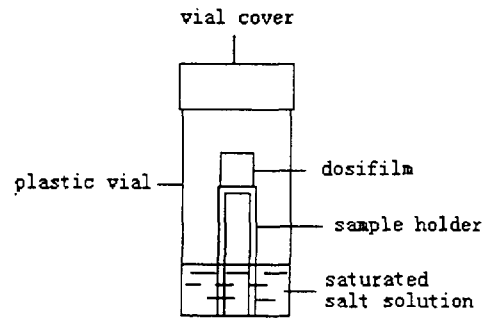 vial cover
plastic vial
dosifilm
sample holder
saturated
salt solution